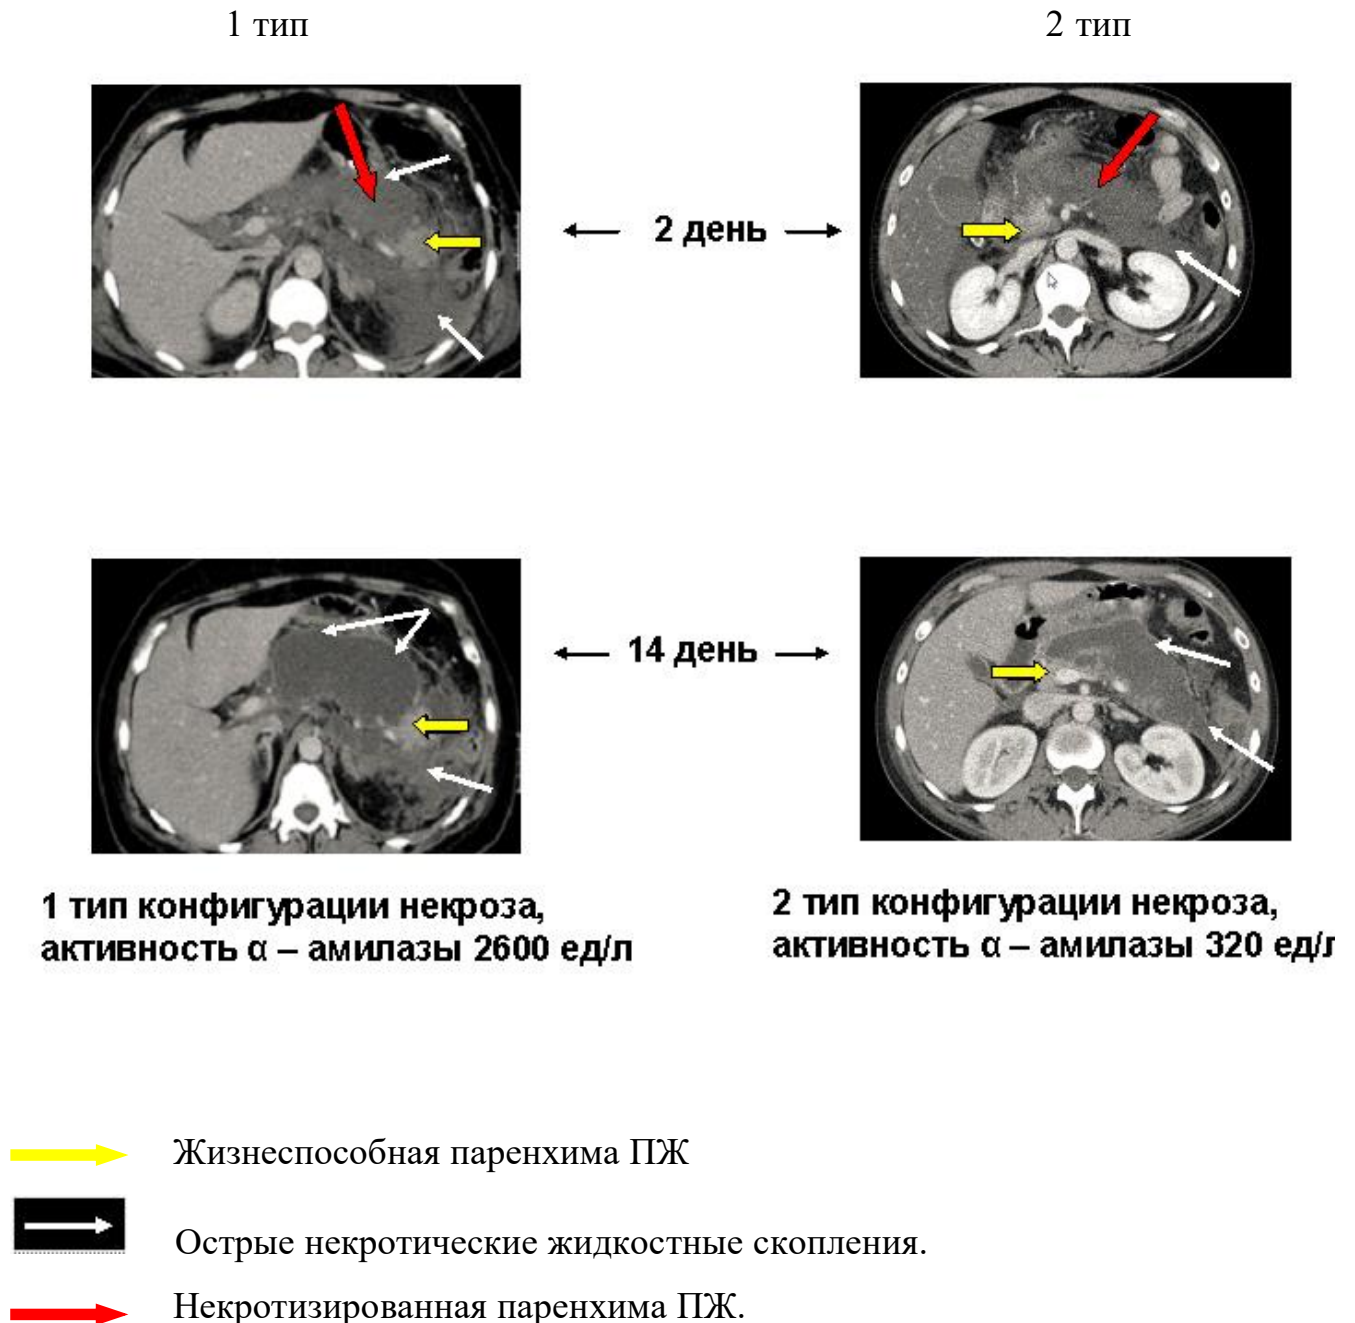 1 тип
2 тип
2 день
14 день
1 тип конфигурации некроза,
активность α – амилазы 2600 ед/л
2 тип конфигурации некроза,
активность α – амилазы 320 ед/л
Жизнеспособная паренхима ПЖ
Острые некротические жидкостные скопления.
Некротизированная паренхима ПЖ.